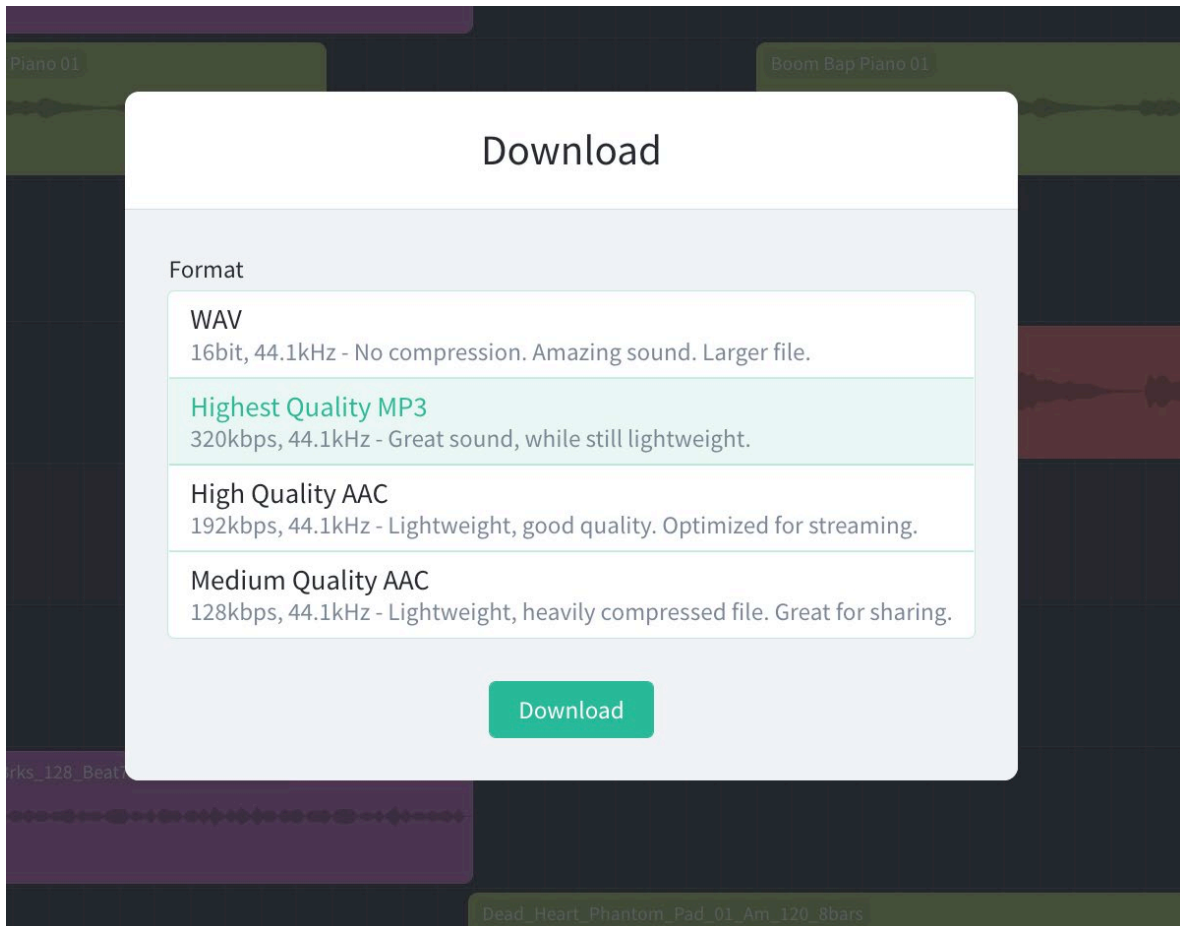 Piano 01
Boom Bap Piano 01
Download
Format
WAV
16bit, 44.1kHz - No compression. Amazing sound. Larger file.
Highest Quality MP3
320kbps, 44.1kHz - Great sound, while still lightweight.
High Quality AAC
192kbps, 44.1kHz - Lightweight, good quality. Optimized for streaming.
Medium Quality AAC
128kbps, 44.1kHz - Lightweight, heavily compressed file. Great for sharing.
Download
rks_128_Beat7
Dead_Heart_Phantom_Pad_01_Am_120_8bars